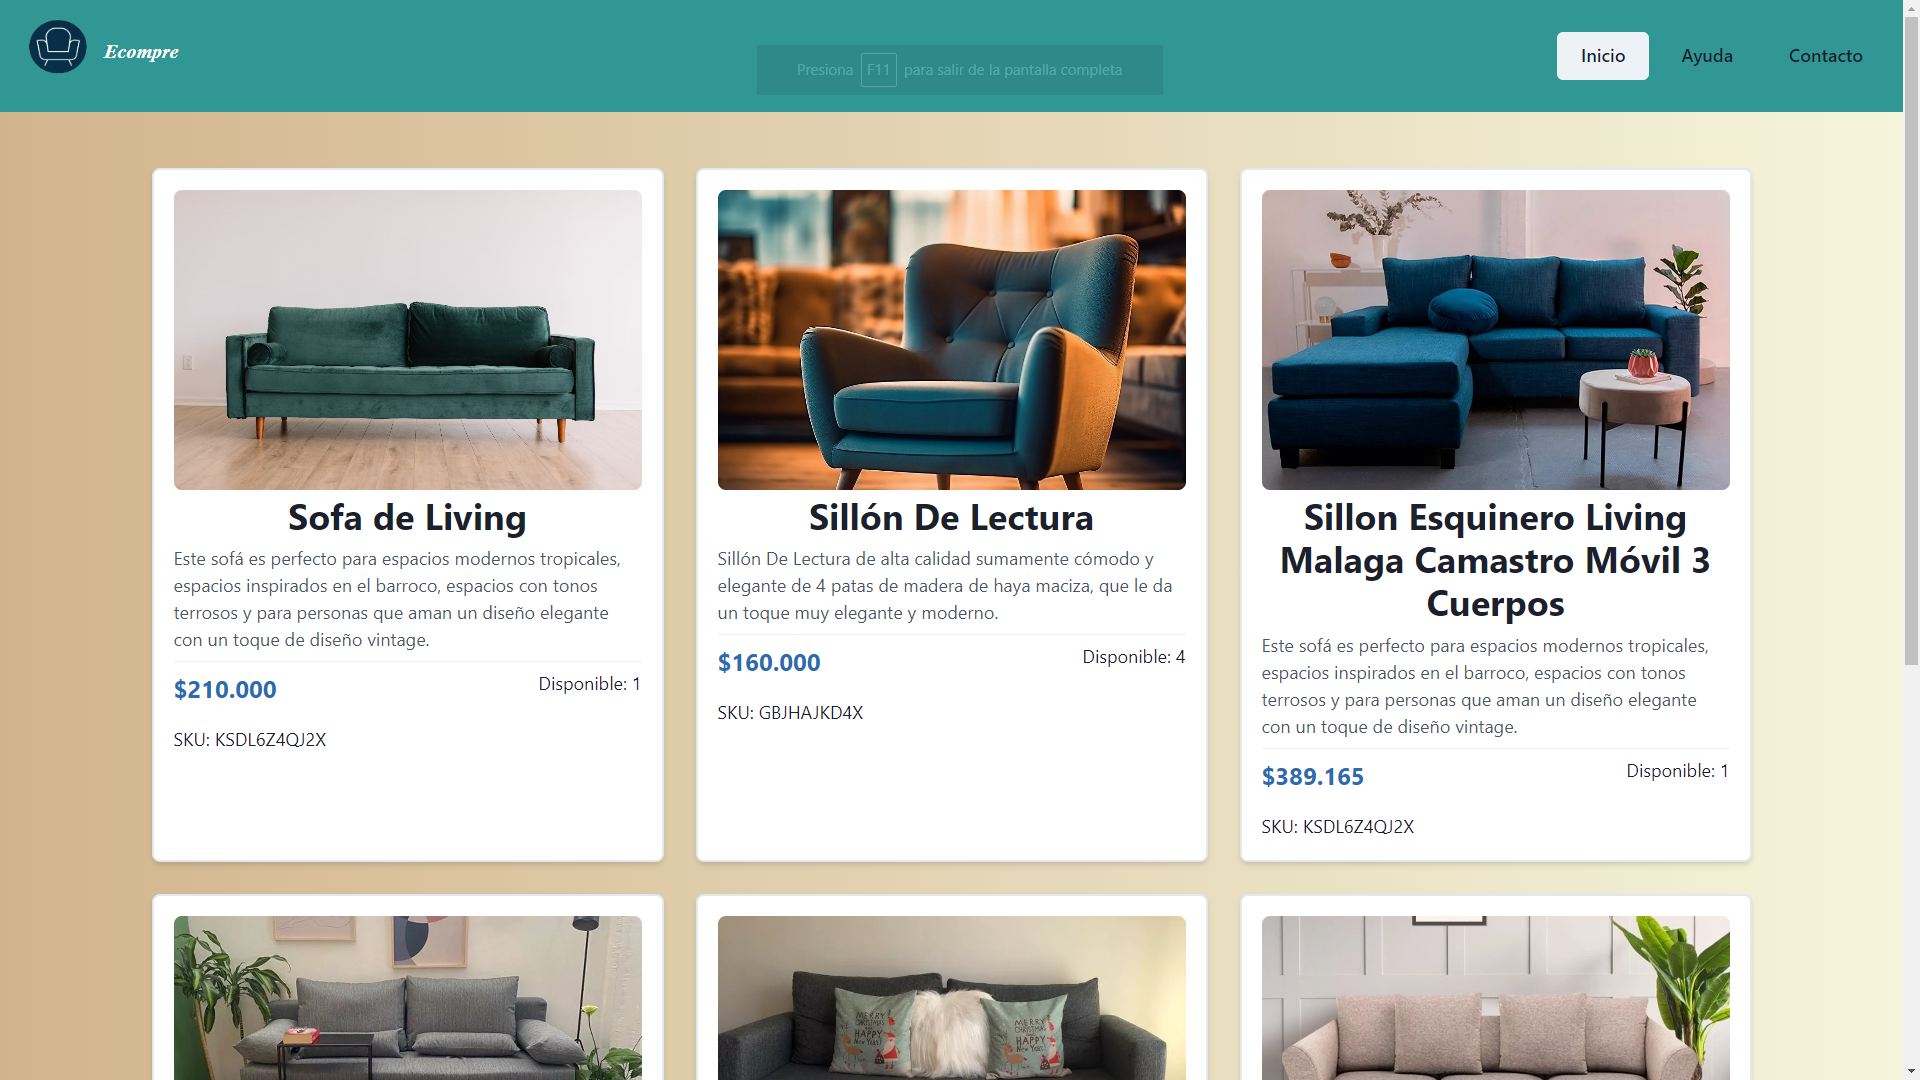 Ecompre
Presiona F11 para salir de la pantalla completa
Inicio
Ayuda
Contacto
Sofa de Living
Este sofá es perfecto para espacios modernos tropicales,
espacios inspirados en el barroco, espacios con tonos
terrosos y para personas que aman un diseño elegante
con un toque de diseño vintage.
$210.000
Disponible: 1
SKU: KSDL6Z4QJ2X
Sillón De Lectura
Sillón De Lectura de alta calidad sumamente cómodo y
elegante de 4 patas de madera de haya maciza, que le da
un toque muy elegante y moderno.
$160.000
Disponible: 4
SKU: GBJHAJKD4X
Sillon Esquinero Living
Malaga Camastro Móvil 3
Cuerpos
Este sofá es perfecto para espacios modernos tropicales,
espacios inspirados en el barroco, espacios con tonos
terrosos y para personas que aman un diseño elegante
con un toque de diseño vintage.
$389.165
Disponible: 1
SKU: KSDL6Z4QJ2X
MERRY
CHRISTMAS
HAPPY
New YEAR!
MERRY
CHRISTMAS
HAPPY
New YEAR!